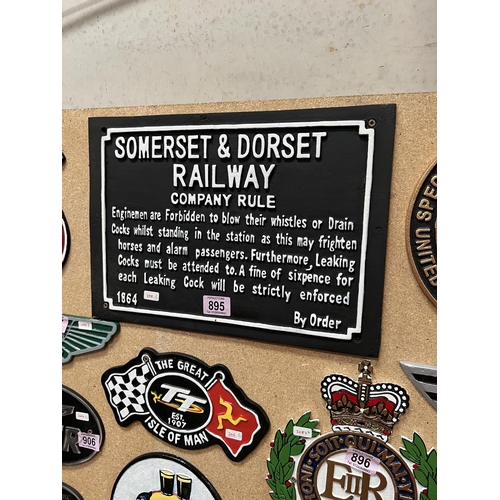 SOMERSET & DORSET
RAILWAY
COMPANY RULE
Enginemen are Forbidden to blow their whistles or Drain
Cocks whilst standing in the station as this may frighten
horses and alarm passengers. Furthermore, Leaking
Cocks must be attended to. A fine of sixpence for
each Leaking Cock will be strictly enforced
1864
By Order
895
UNITED SPEC
THE GREAT
TT
EST.
1907
ISLE OF MAN
906
896
EIIR